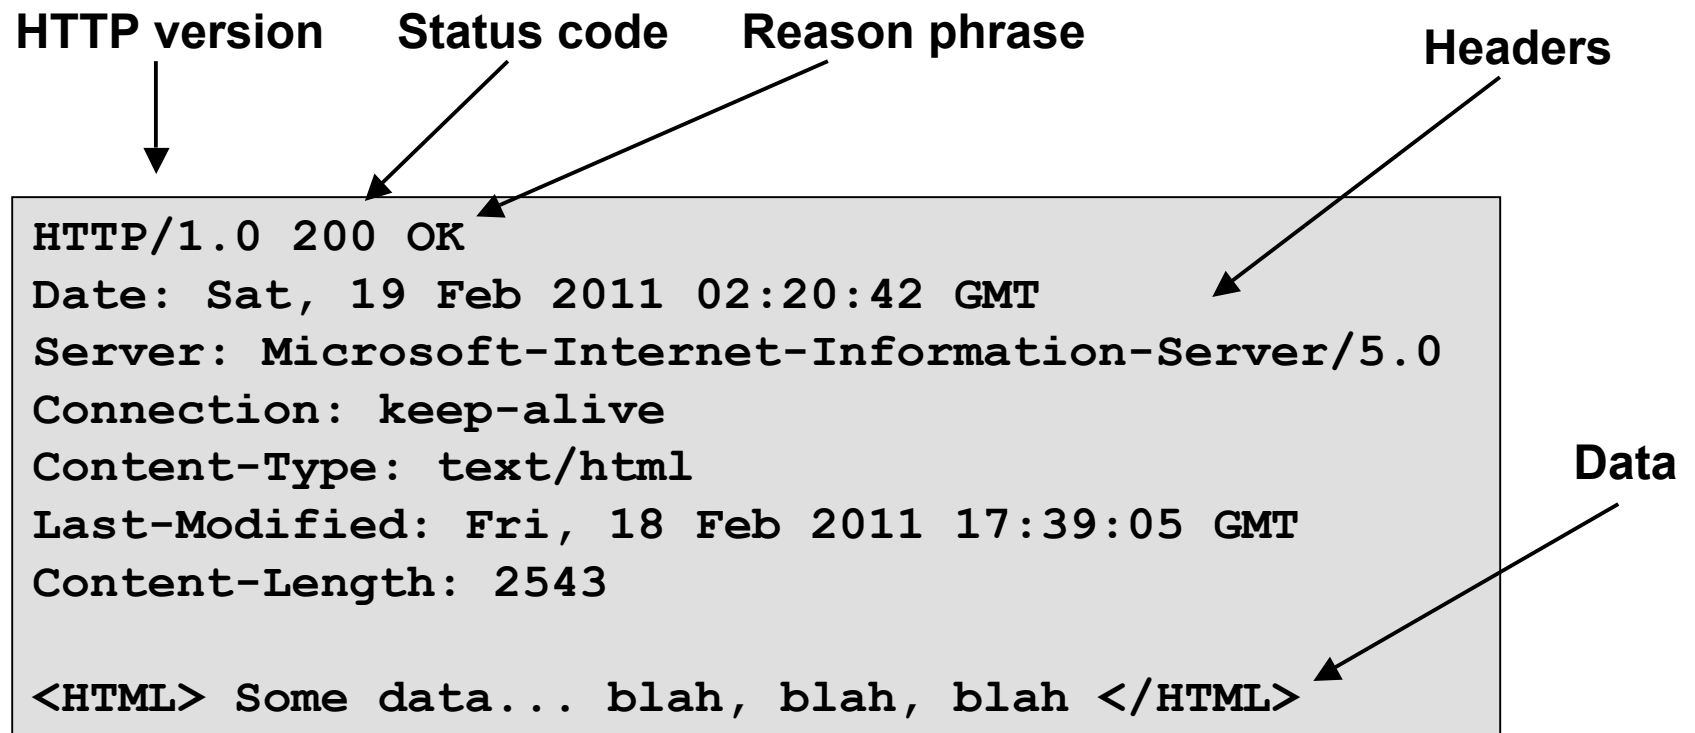 HTTP version Status code Reason phrase Headers
HTTP/1.0 200 OK
Date: Sat, 19 Feb 2011 02:20:42 GMT
Server: Microsoft-Internet-Information-Server/5.0
Connection: keep-alive
Content-Type: text/html
Data
Last-Modified: Fri, 18 Feb 2011 17:39:05 GMT
Content-Length: 2543
<HTML> Some data... blah, blah, blah </HTML>